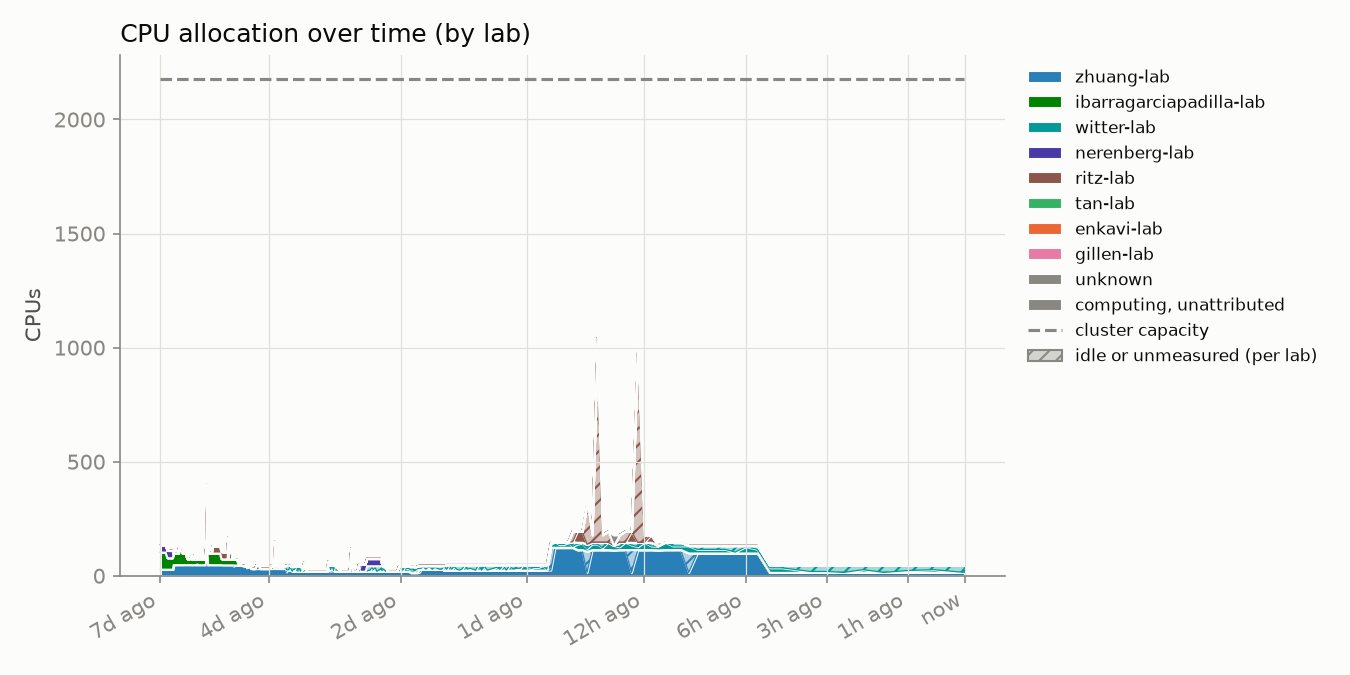 CPU allocation over time (by lab)
CPUs
2000
1500
1000
500
0
7d ago
4d ago
2d ago
1d ago
12h ago
6h ago
3h ago
1h ago
now
zhuang-lab
ibarragarciapadilla-lab
witter-lab
nerenberg-lab
ritz-lab
tan-lab
enkavi-lab
gillen-lab
unknown
computing, unattributed
cluster capacity
idle or unmeasured (per lab)